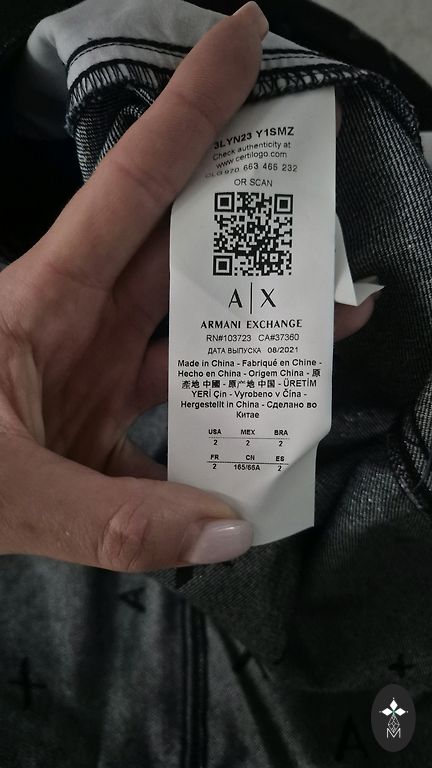 3LYN23 Y1SMZ
Check authenticity at
www.certilogo.com
CLG 970 663 466 232
OR SCAN
A|X
ARMANI EXCHANGE
RN#103723 CA#37360
ДАТА ВЫПУСКА 08/2021
Made in China - Fabriqué en Chine -
Hecho en China - Origem China - 原
產地 中國 - 原产地 中国 - ÜRETİM
YERİ Çin - Vyrobeno v Čina -
Hergestellt in China - Сделано во
Китае
USA MEX BRA
2 2 2
FR CN ES
2 165/66A 2
M